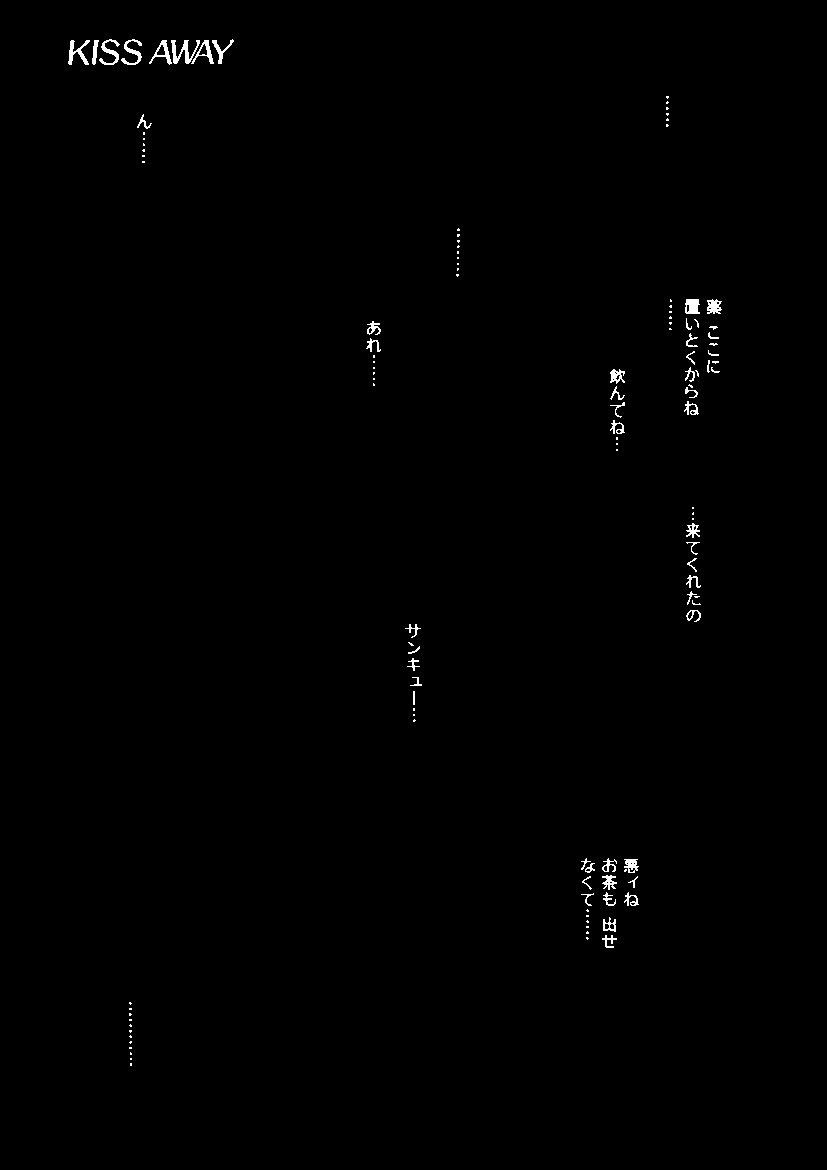 KISS AWAY
……
薬 ここに
置いとくからね
……
飲んでね…
…来てくれたの
………
あれ……
サンキュー…
悪ィね
お茶も 出せ
なくて……
ん……
…………